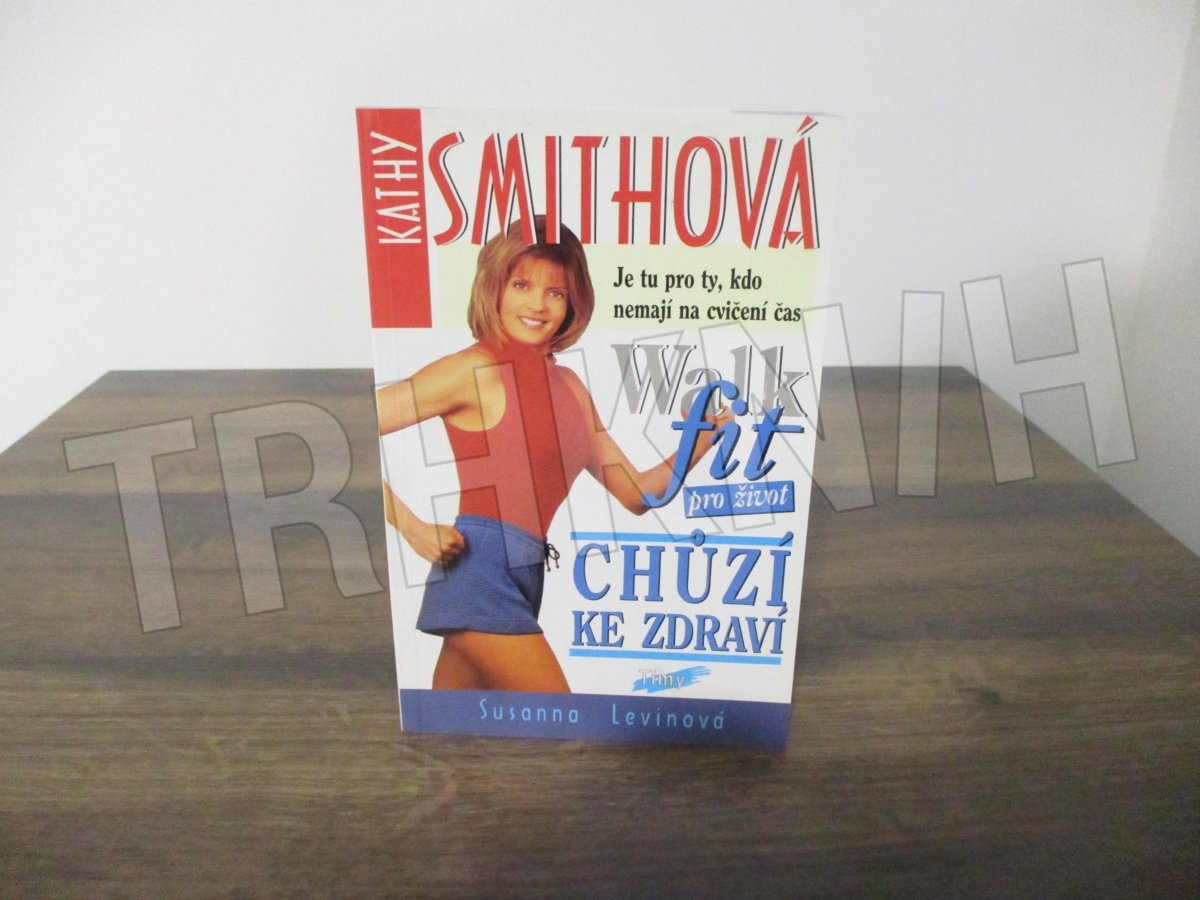 KATHY
SMITHOVÁ
Je tu pro ty, kdo
nemají na cvičení čas
Walk
fit
pro život
CHŮZÍ
KE ZDRAVÍ
Timy
Susanna Levinová
TRHKNIH